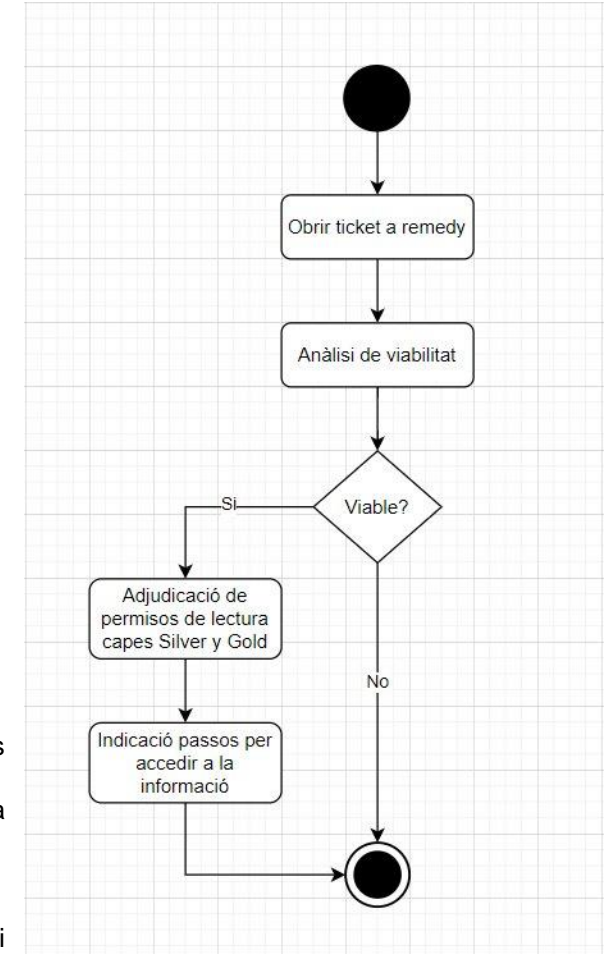 Obrir ticket a remedy
Anàlisi de viabilitat
Viable?
Si
Adjudicació de
permisos de lectura
capes Silver y Gold
No
Indicació passos per
accedir a la
informació
s
a
i